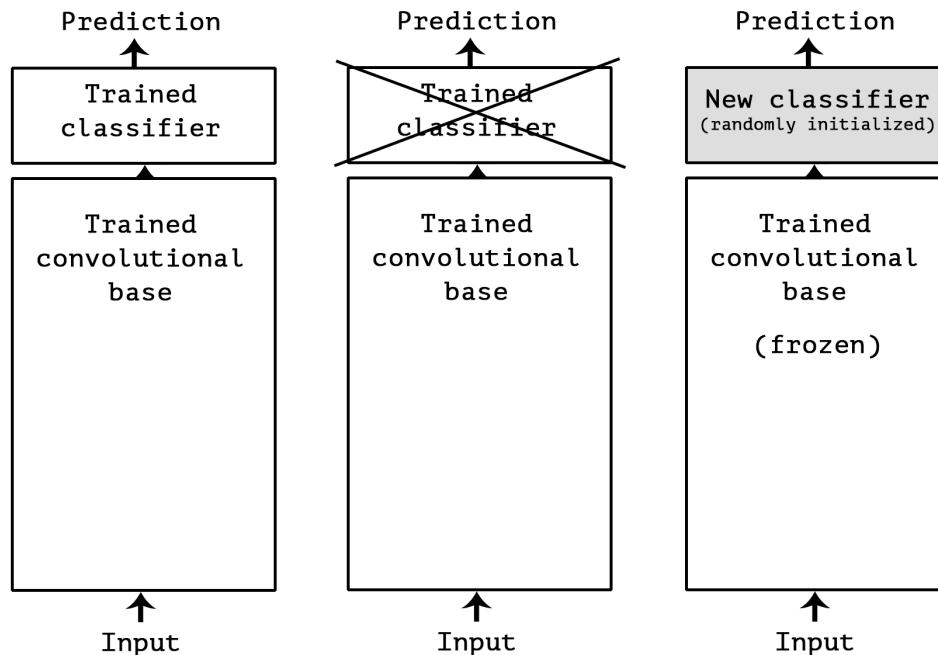 Prediction
Trained
classifier
Trained
convolutional
base
Input
Prediction
Trained
classifier
Trained
convolutional
base
Input
Prediction
New classifier
(randomly initialized)
Trained
convolutional
base
(frozen)
Input